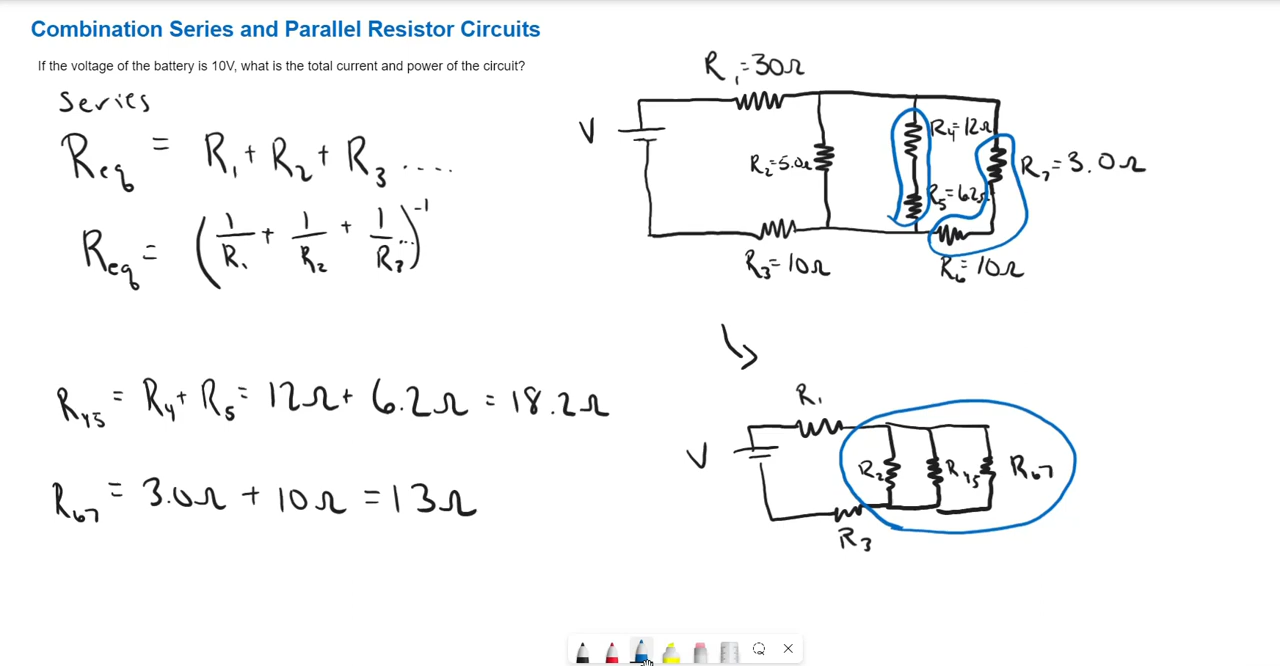 Combination Series and Parallel Resistor Circuits
If the voltage of the battery is 10V, what is the total current and power of the circuit?
Series
Req = R1 + R2 + R3 ....
Req = (1/R1 + 1/R2 + 1/R3 ...)^-1
R1 = 30Ω
V
R2 = 5.0Ω
R4 = 12Ω
R5 = 6.2Ω
R7 = 3.0Ω
R3 = 10Ω
R6 = 10Ω
R45 = R4 + R5 = 12Ω + 6.2Ω = 18.2Ω
R67 = 3.0Ω + 10Ω = 13Ω
R1
V
R2
R45
R67
R3